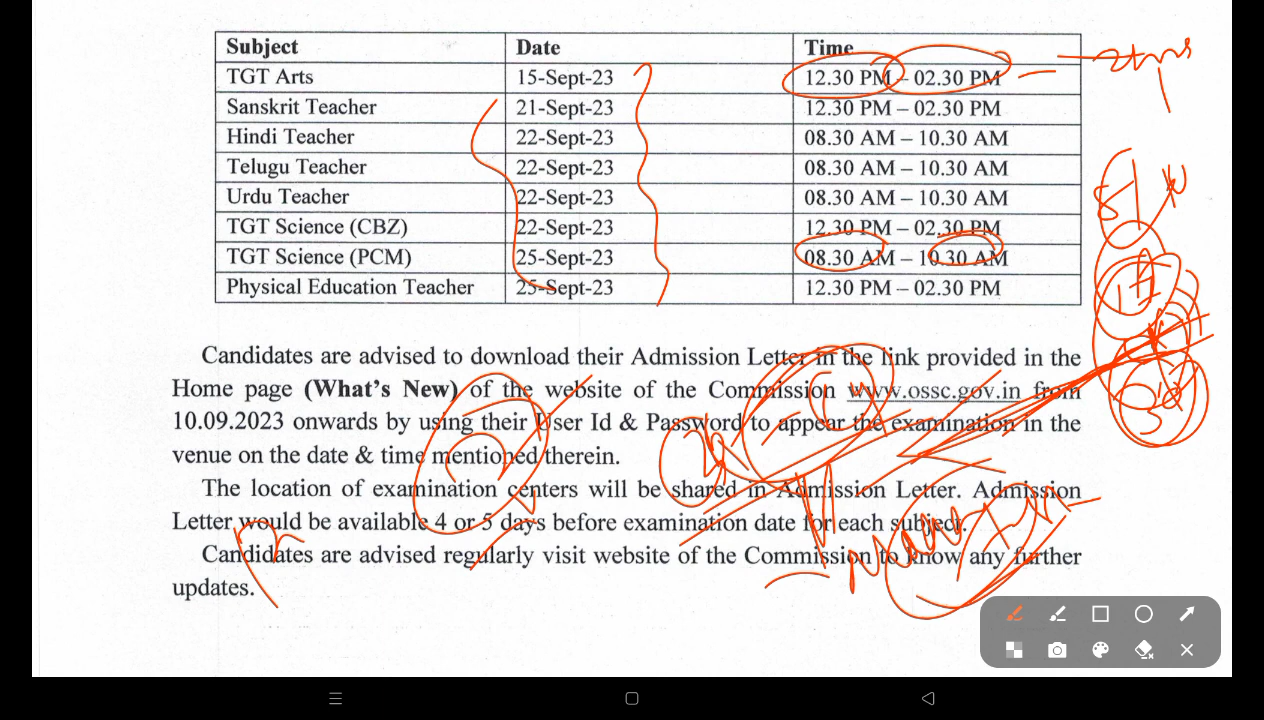 Subject Date Time
TGT Arts 15-Sept-23 12.30 PM – 02.30 PM
Sanskrit Teacher 21-Sept-23 12.30 PM – 02.30 PM
Hindi Teacher 22-Sept-23 08.30 AM – 10.30 AM
Telugu Teacher 22-Sept-23 08.30 AM – 10.30 AM
Urdu Teacher 22-Sept-23 08.30 AM – 10.30 AM
TGT Science (CBZ) 22-Sept-23 12.30 PM – 02.30 PM
TGT Science (PCM) 25-Sept-23 08.30 AM – 10.30 AM
Physical Education Teacher 25-Sept-23 12.30 PM – 02.30 PM
Candidates are advised to download their Admission Letter in the link provided in the
Home page (What's New) of the website of the Commission www.ossc.gov.in from
10.09.2023 onwards by using their User Id & Password to appear the examination in the
venue on the date & time mentioned therein.
The location of examination centers will be shared in Admission Letter. Admission
Letter would be available 4 or 5 days before examination date for each subject.
Candidates are advised regularly visit website of the Commission to know any further
updates.